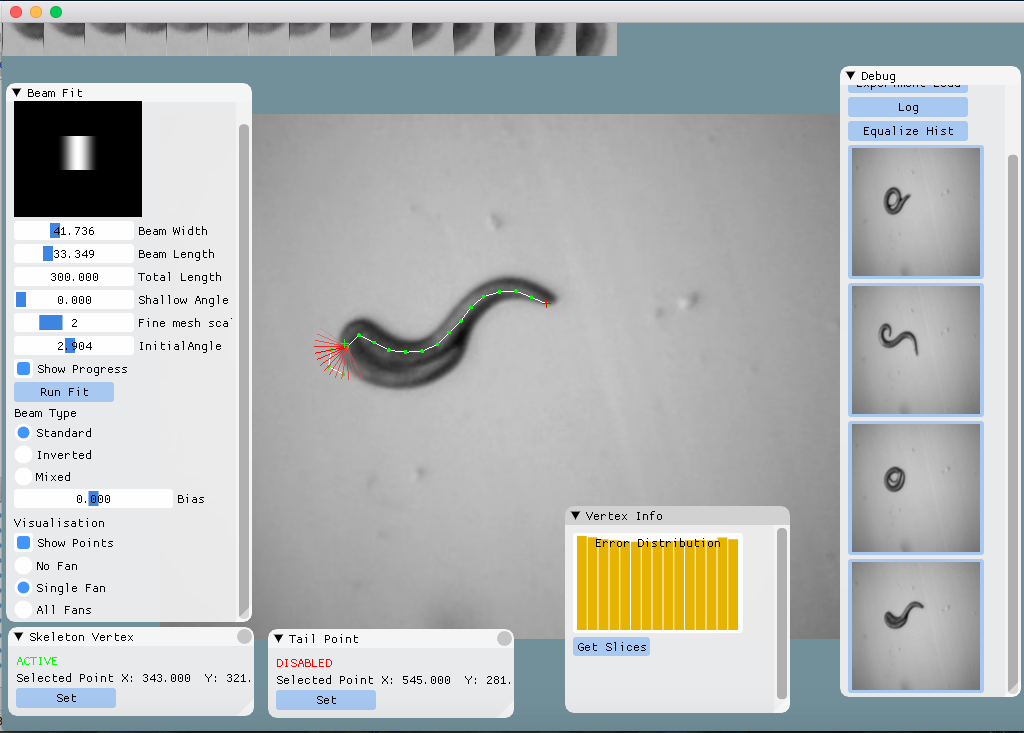 Beam Fit
41.736 Beam Width
33.349 Beam Length
300.000 Total Length
0.000 Shallow Angle
2 Fine mesh scal
2.904 InitialAngle
Show Progress
Run Fit
Beam Type
Standard
Inverted
Mixed
0.000 Bias
Visualisation
Show Points
No Fan
Single Fan
All Fans
Skeleton Vertex
ACTIVE
Selected Point X: 343.000 Y: 321.
Set
Tail Point
DISABLED
Selected Point X: 545.000 Y: 281.
Set
Vertex Info
Error Distribution
Get Slices
Debug
Experiment Load
Log
Equalize Hist